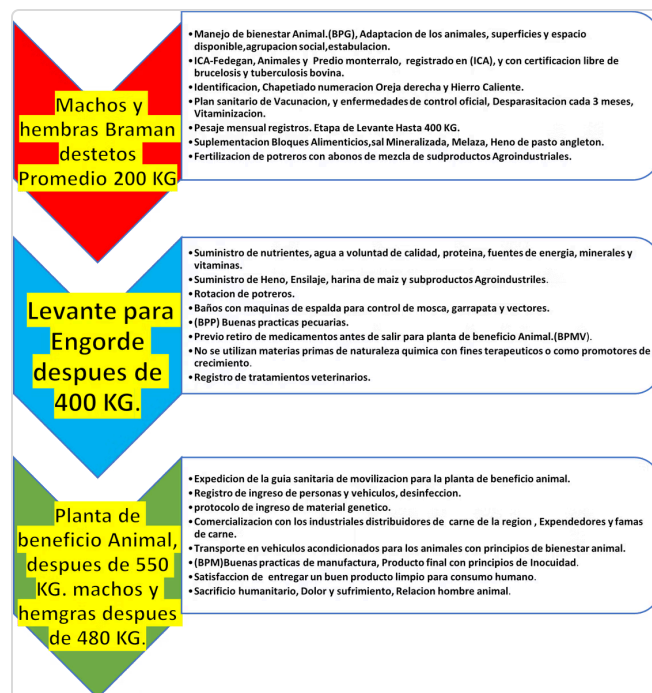 Machos y
hembras Braman
destetos
Promedio 200 KG
•Manejo de bienestar Animal.(BPG), Adaptacion de los animales, superficies y espacio
disponible,agrupacion social,estabulacion.
•ICA-Fedegan, Animales y Predio monterralo, registrado en (ICA), y con certificacion libre de
brucelosis y tuberculosis bovina.
•Identificacion, Chapetiado numeracion Oreja derecha y Hierro Caliente.
•Plan sanitario de Vacunacion, y enfermedades de control oficial, Desparasitacion cada 3 meses,
Vitaminizacion.
•Pesaje mensual registros. Etapa de Levante Hasta 400 KG.
•Suplementacion Bloques Alimenticios,sal Mineralizada, Melaza, Heno de pasto angleton.
•Fertilizacion de potreros con abonos de mezcla de sudproductos Agroindustriales.
Levante para
Engorde
despues de
400 KG.
•Suministro de nutrientes, agua a voluntad de calidad, proteina, fuentes de energia, minerales y
vitaminas.
•Suministro de Heno, Ensilaje, harina de maiz y subproductos Agroindustriles.
•Rotacion de potreros.
•Baños con maquinas de espalda para control de mosca, garrapata y vectores.
•(BPP) Buenas practicas pecuarias.
•Previo retiro de medicamentos antes de salir para planta de beneficio Animal.(BPMV).
•No se utilizan materias primas de naturaleza quimica con fines terapeuticos o como promotores de
crecimiento.
•Registro de tratamientos veterinarios.
Planta de
beneficio Animal,
despues de 550
KG. machos y
hemgras despues
de 480 KG.
•Expedicion de la guia sanitaria de movilizacion para la planta de beneficio animal.
•Registro de ingreso de personas y vehiculos, desinfeccion.
•protocolo de ingreso de material genetico.
•Comercializacion con los industriales distribuidores de carne de la region , Expendedores y famas
de carne.
•Transporte en vehiculos acondicionados para los animales con principios de bienestar animal.
•(BPM)Buenas practicas de manufactura, Producto final con principios de Inocuidad.
•Satisfaccion de entregar un buen producto limpio para consumo humano.
•Sacrificio humanitario, Dolor y sufrimiento, Relacion hombre animal.